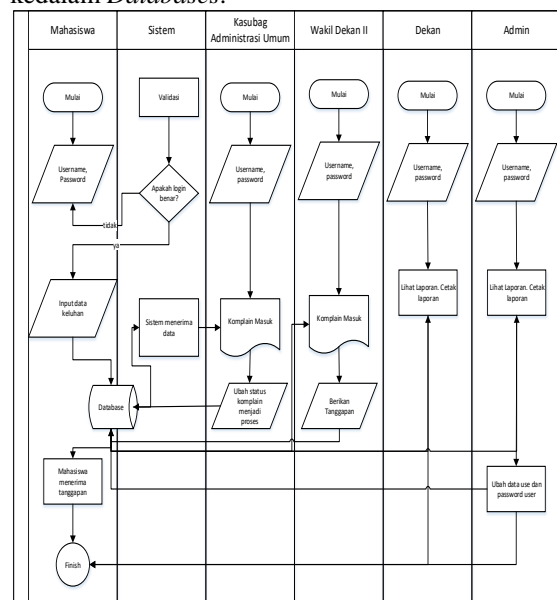 kedalam Databases.
Mahasiswa
Sistem
Kasubag
Administrasi Umum
Wakil Dekan II
Dekan
Admin
Mulai
Validasi
Mulai
Mulai
Mulai
Mulai
Username,
Password
Apakah login
benar?
Username,
password
Username,
password
Username,
password
Username,
password
tidak
ya
Input data
keluhan
Sistem menerima
data
Komplain Masuk
Komplain Masuk
Lihat Laporan. Cetak
laporan
Lihat Laporan. Cetak
laporan
Database
Ubah status
komplain
menjadi
proses
Berikan
Tanggapan
Mahasiswa
menerima
tanggapan
Ubah data use dan
password user
Finish